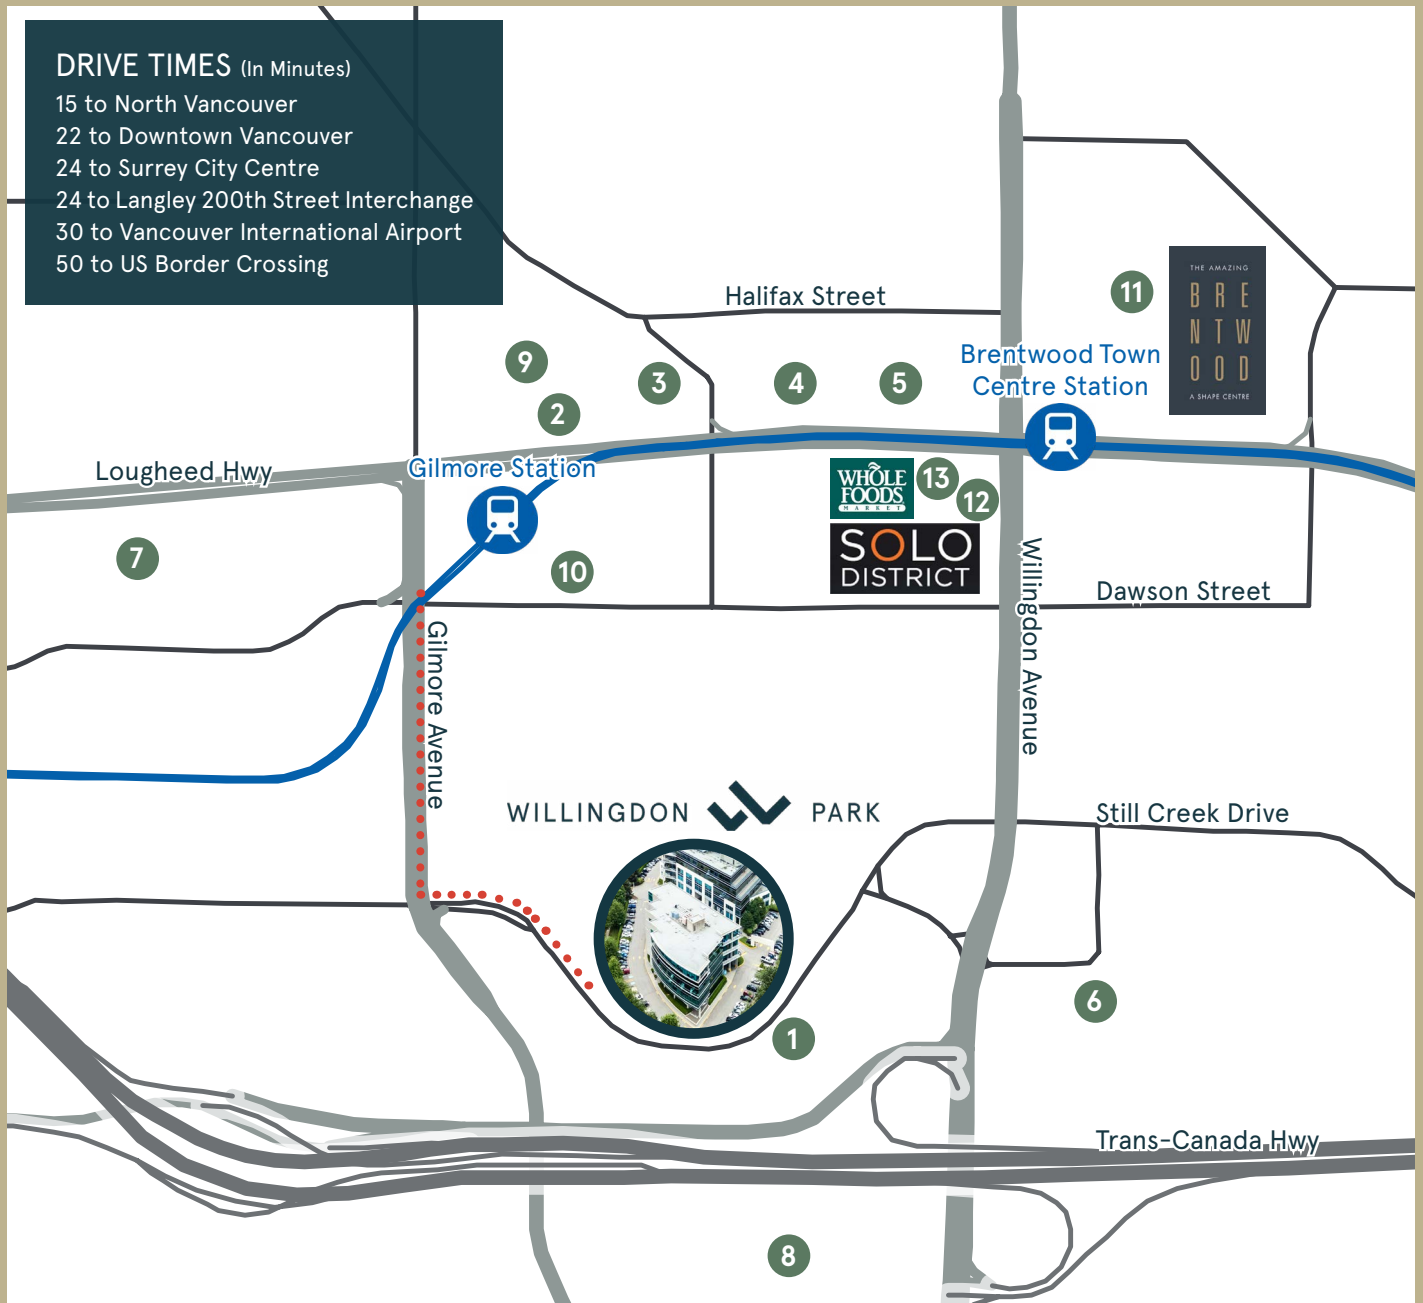 DRIVE TIMES (In Minutes)
15 to North Vancouver
22 to Downtown Vancouver
24 to Surrey City Centre
24 to Langley 200th Street Interchange
30 to Vancouver International Airport
50 to US Border Crossing
Halifax Street
11
THE AMAZING
BRE
NTW
OOD
A SHAPE CENTRE
Brentwood Town
Centre Station
9
3
4
5
2
Lougheed Hwy
Gilmore Station
WHOLE
FOODS
MARKET
13
12
SOLO
DISTRICT
7
10
Dawson Street
Willingdon Avenue
Gilmore Avenue
WILLINGDON PARK
Still Creek Drive
6
1
Trans-Canada Hwy
8